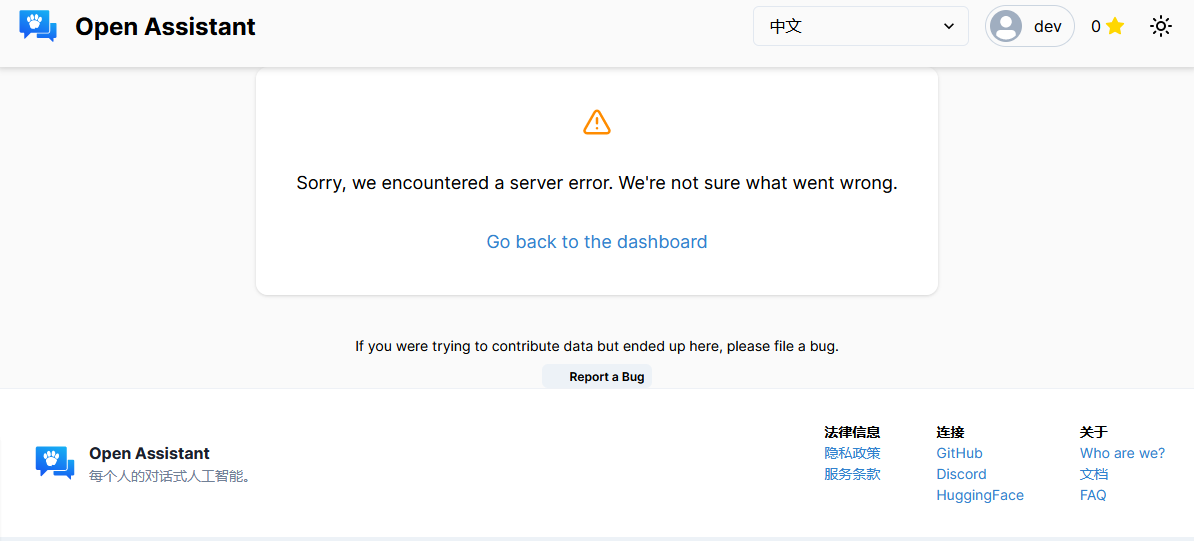 Open Assistant
中文
dev
0
Sorry, we encountered a server error. We're not sure what went wrong.
Go back to the dashboard
If you were trying to contribute data but ended up here, please file a bug.
Report a Bug
Open Assistant
每个人的对话式人工智能。
法律信息
隐私政策
服务条款
连接
GitHub
Discord
HuggingFace
关于
Who are we?
文档
FAQ